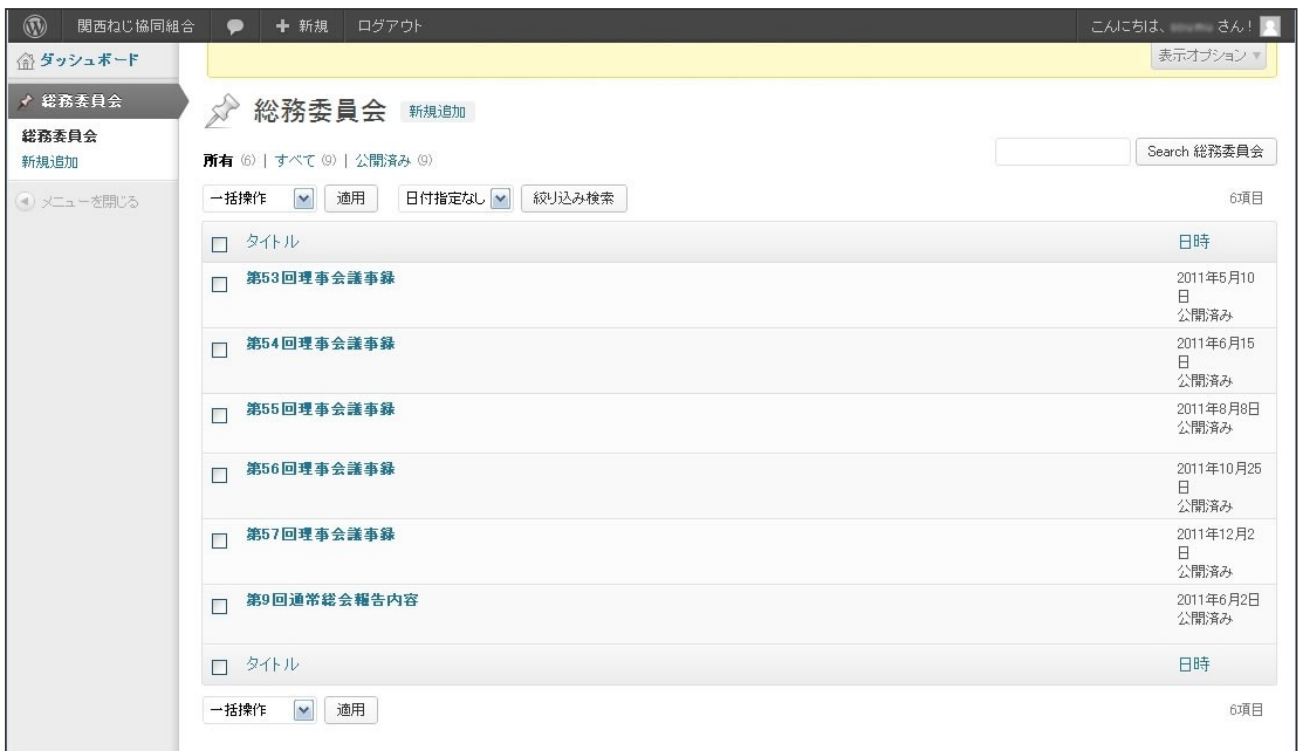 関西ねじ協同組合 新規 ログアウト こんにちは、 さん!
ダッシュボード
表示オプション
総務委員会
総務委員会
新規追加
メニューを閉じる
総務委員会 新規追加
所有 (6) | すべて (9) | 公開済み (9)
Search 総務委員会
一括操作 適用 日付指定なし 絞り込み検索 6項目
タイトル 日時
第53回理事会議事録 2011年5月10
日
公開済み
第54回理事会議事録 2011年6月15
日
公開済み
第55回理事会議事録 2011年8月8日
公開済み
第56回理事会議事録 2011年10月25
日
公開済み
第57回理事会議事録 2011年12月2
日
公開済み
第9回通常総会報告内容 2011年6月2日
公開済み
タイトル 日時
一括操作 適用 6項目